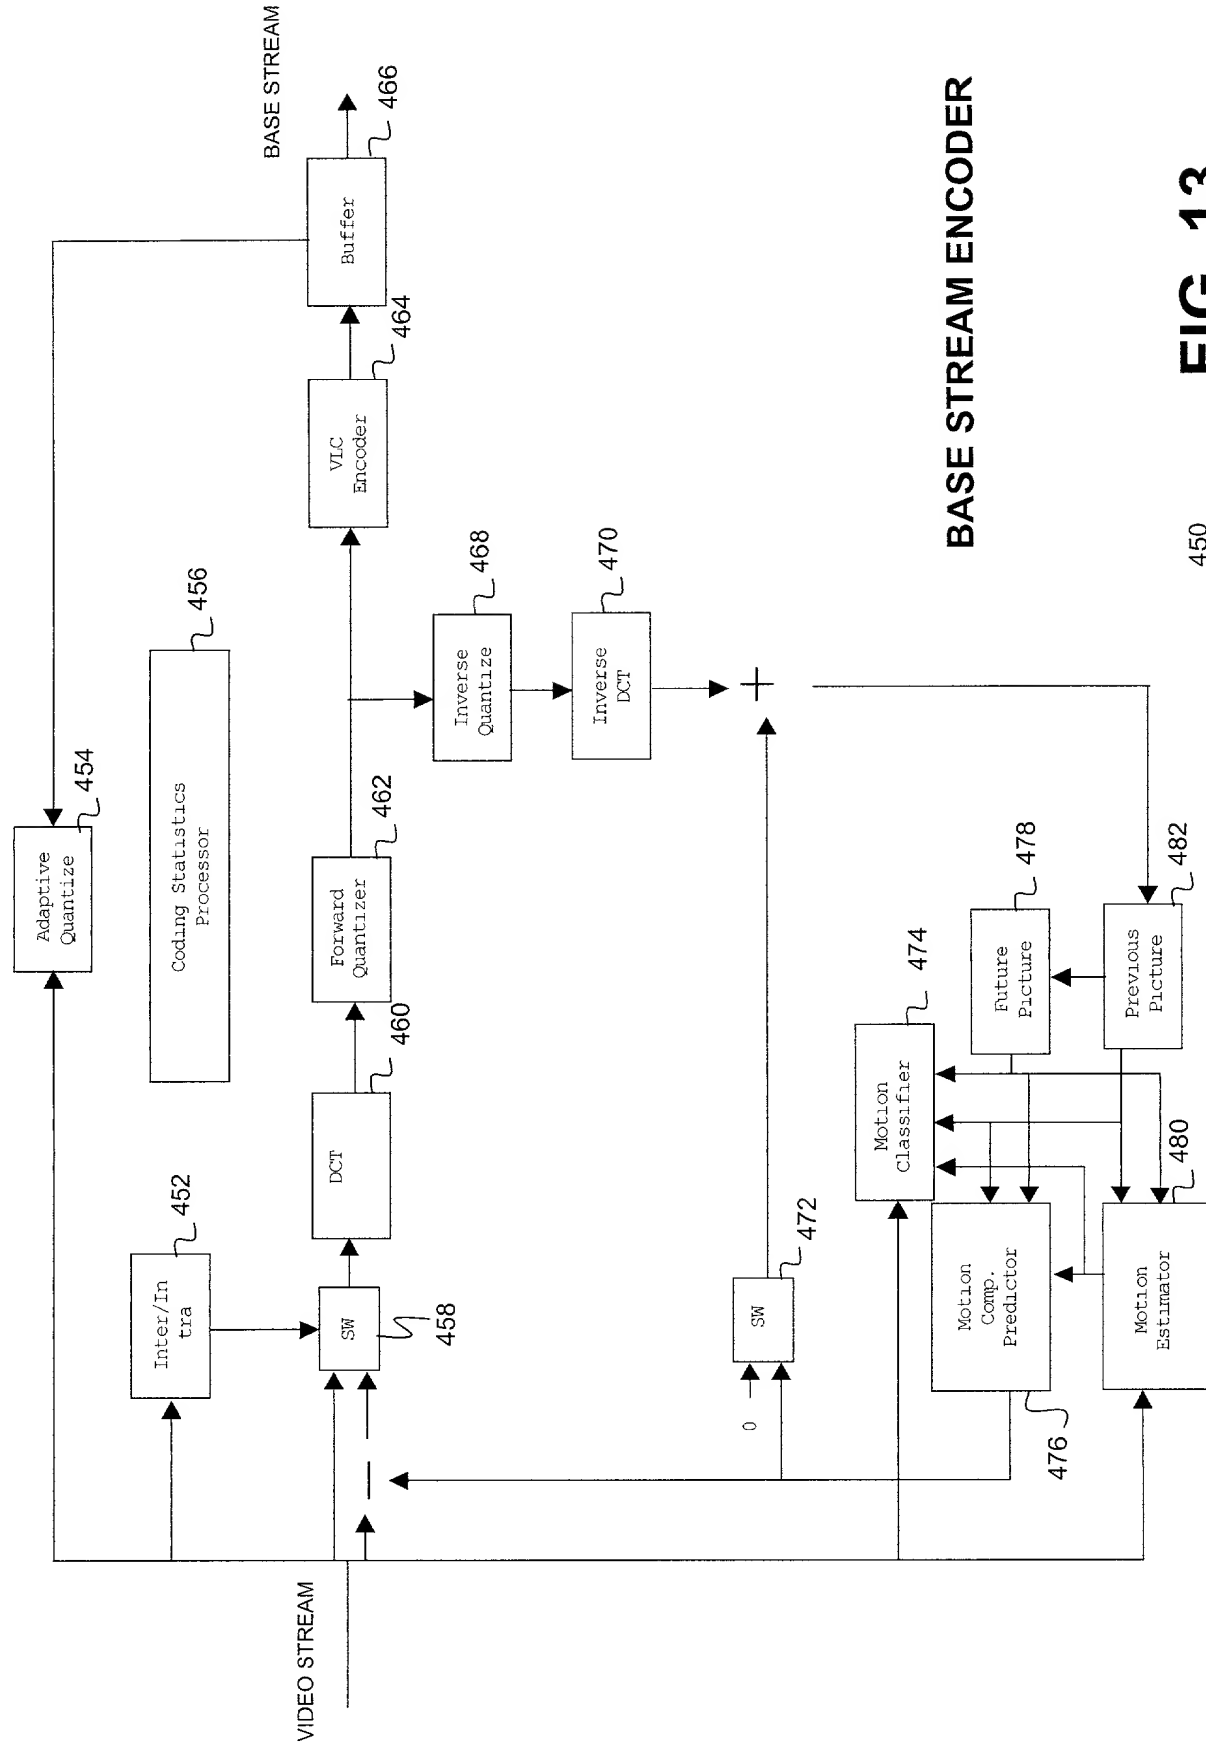 BASE STREAM
466
Buffer
464
VLC
Encoder
454
Adaptive
Quantize
456
Coding Statistics
Processor
462
Forward
Quantizer
460
DCT
452
Inter/In
tra
SW
458
VIDEO STREAM
468
Inverse
Quantize
470
Inverse
DCT
+
472
SW
0
474
Motion
Classifier
478
Future
Picture
482
Previous
Picture
476
Motion
Comp.
Predictor
480
Motion
Estimator
BASE STREAM ENCODER
450
FIG. 13